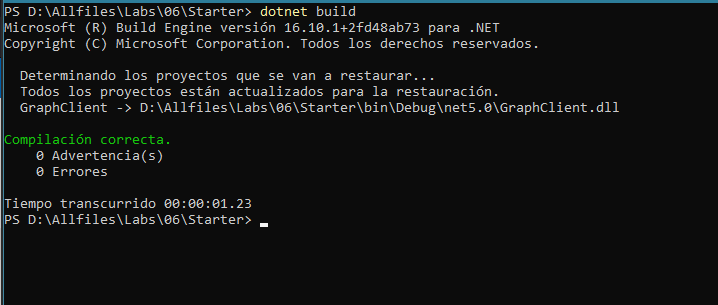 PS D:\Allfiles\Labs\06\Starter> dotnet build
Microsoft (R) Build Engine versión 16.10.1+2fd48ab73 para .NET
Copyright (C) Microsoft Corporation. Todos los derechos reservados.
Determinando los proyectos que se van a restaurar...
Todos los proyectos están actualizados para la restauración.
GraphClient -> D:\Allfiles\Labs\06\Starter\bin\Debug\net5.0\GraphClient.dll
Compilación correcta.
0 Advertencia(s)
0 Errores
Tiempo transcurrido 00:00:01.23
PS D:\Allfiles\Labs\06\Starter>